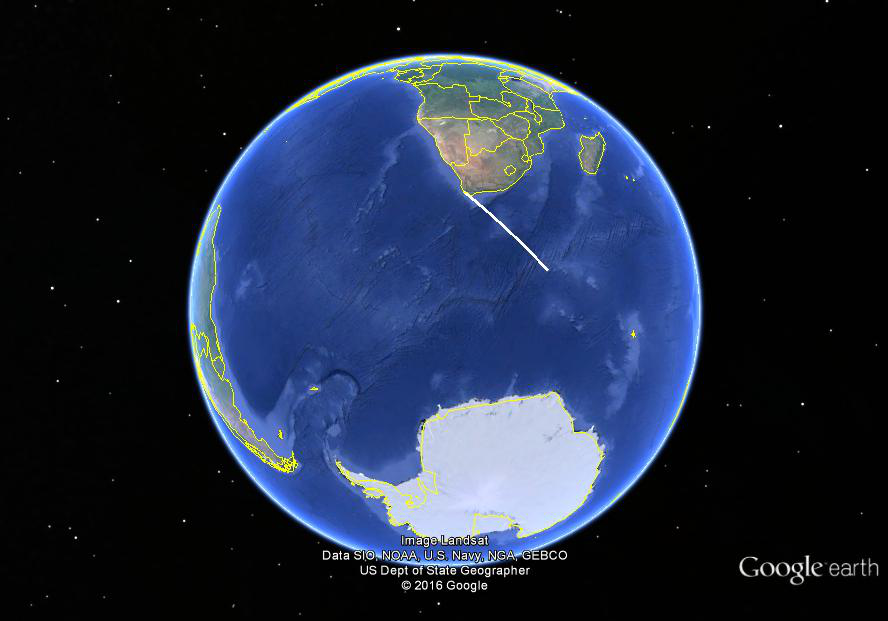 Image Landsat
Data SIO, NOAA, U.S. Navy, NGA, GEBCO
US Dept of State Geographer
© 2016 Google
Google earth